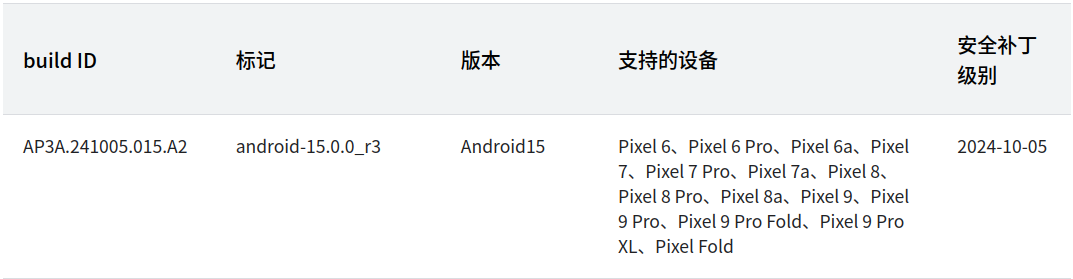 build ID 标记 版本 支持的设备 安全补丁
级别
AP3A.241005.015.A2 android-15.0.0_r3 Android15 Pixel 6、Pixel 6 Pro、Pixel 6a、Pixel 2024-10-05
7、Pixel 7 Pro、Pixel 7a、Pixel 8、
Pixel 8 Pro、Pixel 8a、Pixel 9、Pixel
9 Pro、Pixel 9 Pro Fold、Pixel 9 Pro
XL、Pixel Fold